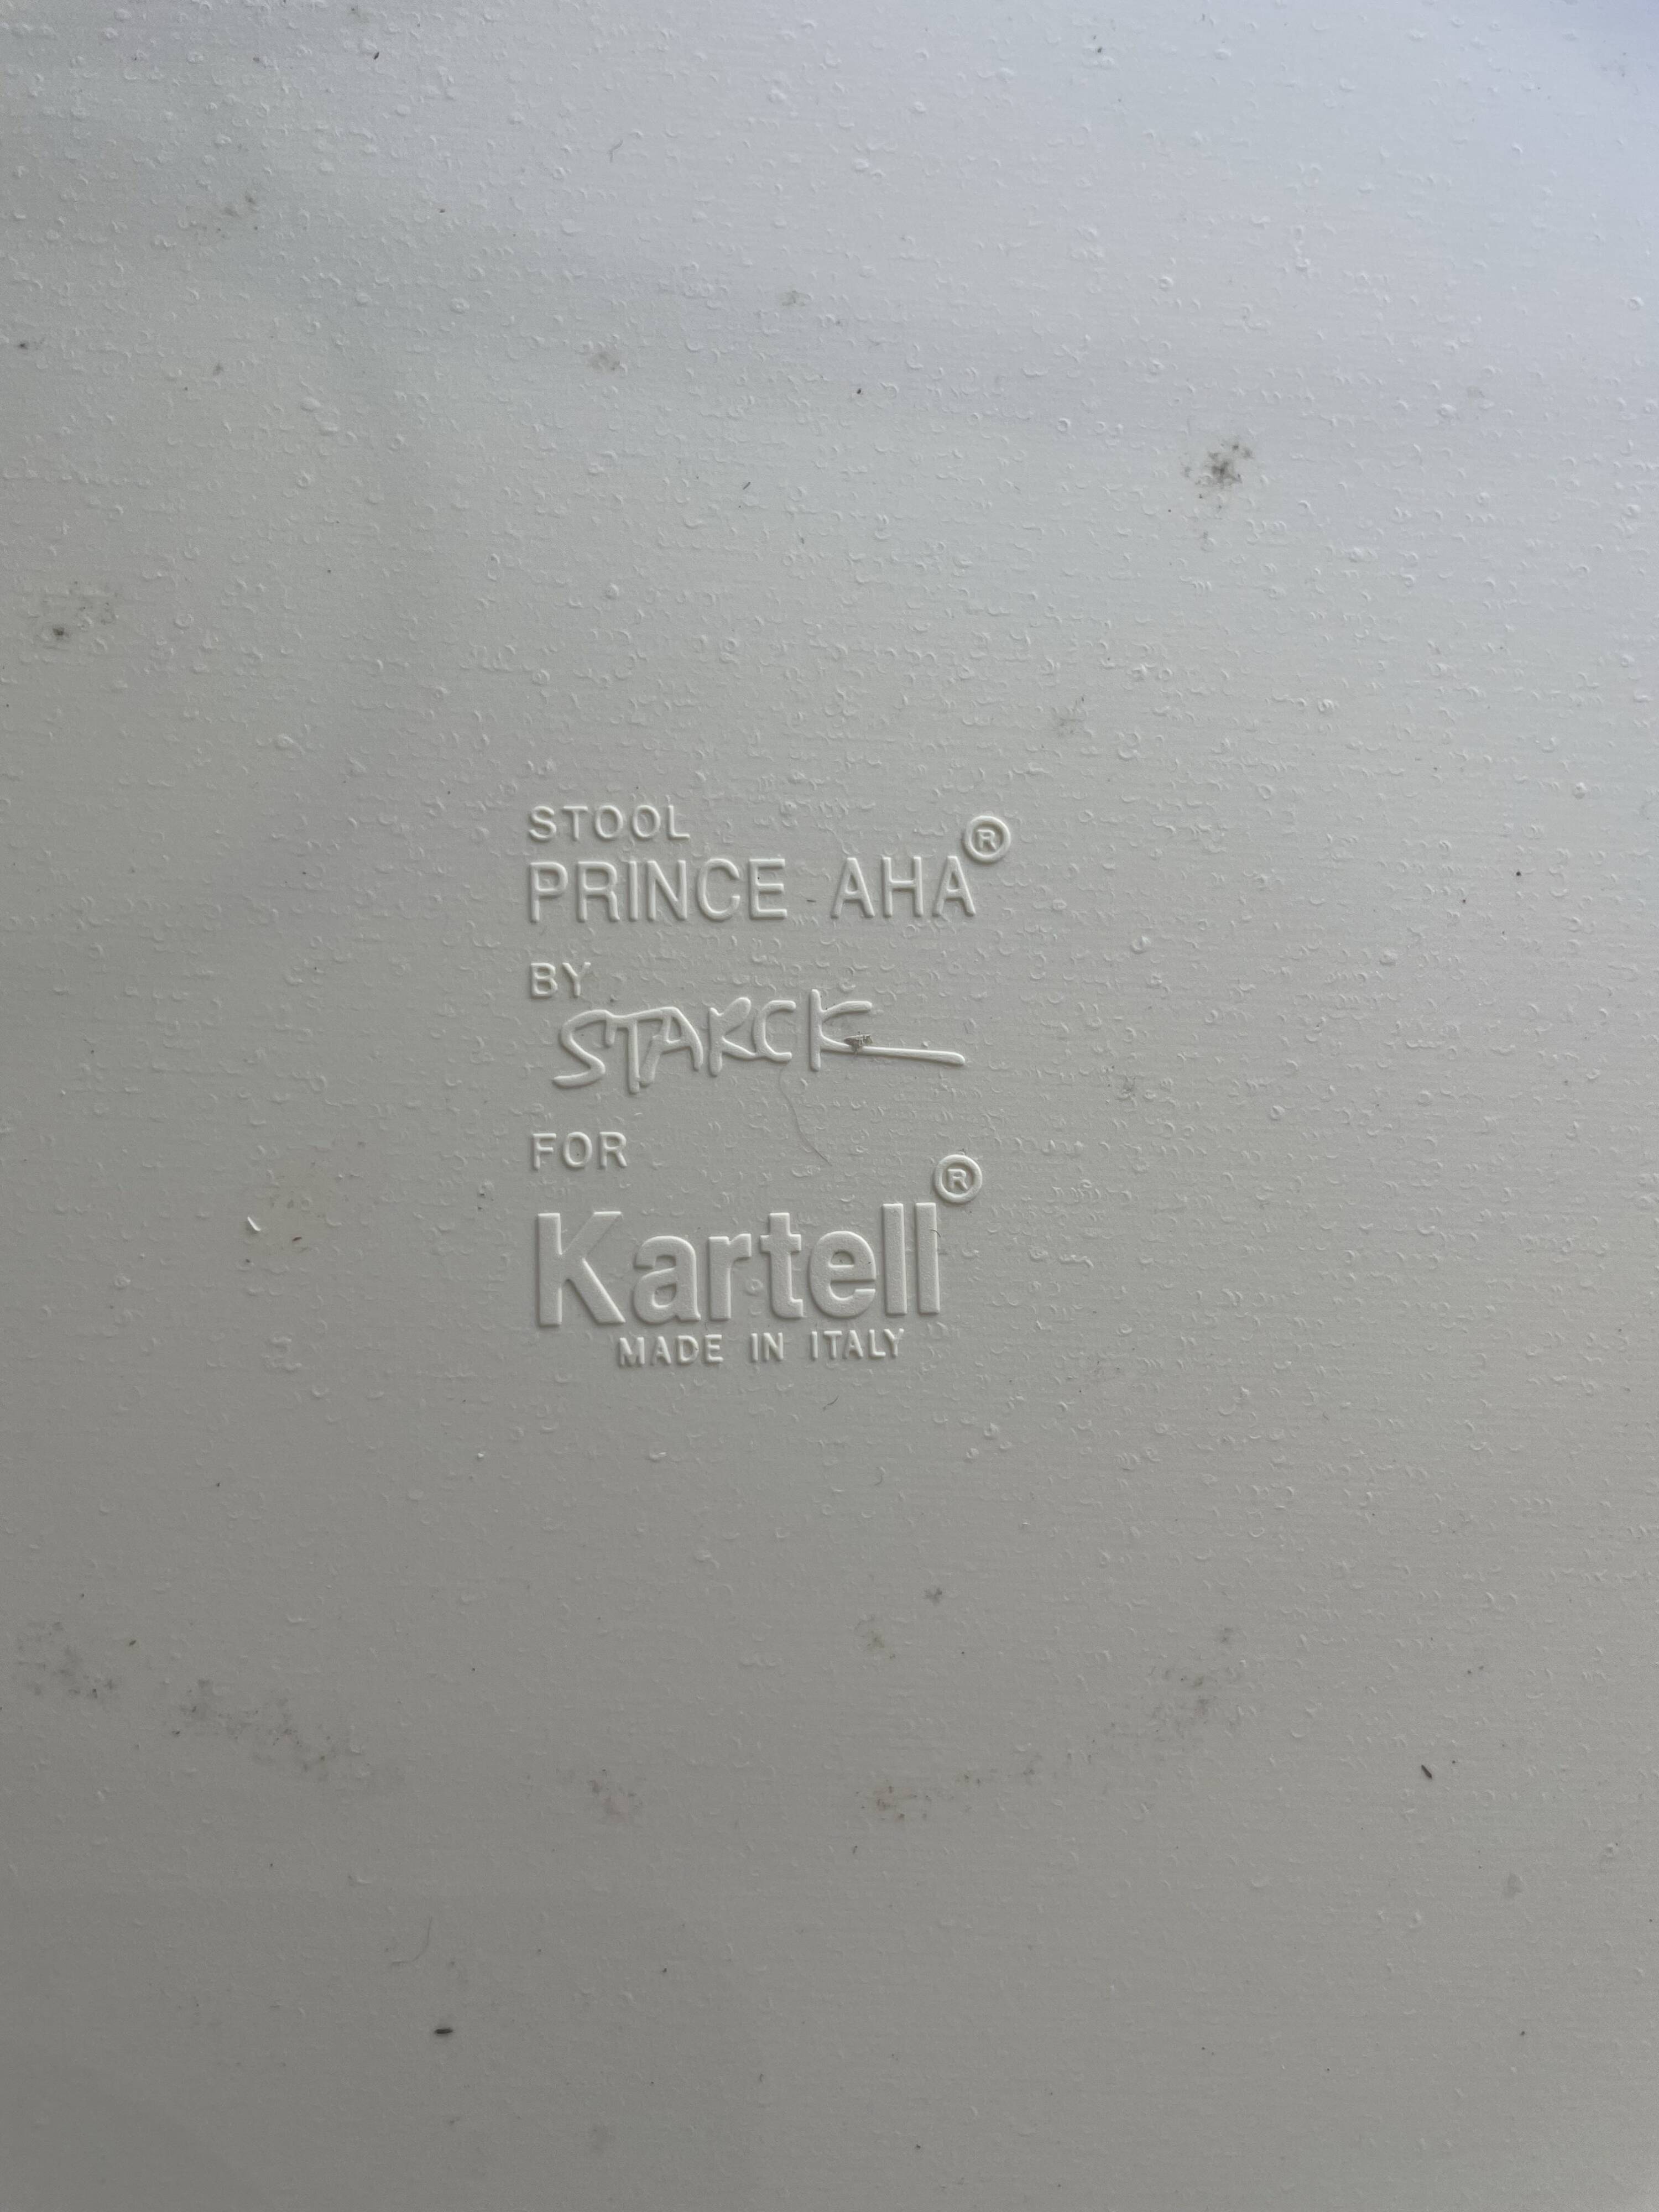 STOOL
PRINCE AHA®
BY
STARCK
FOR
Kartell®
MADE IN ITALY